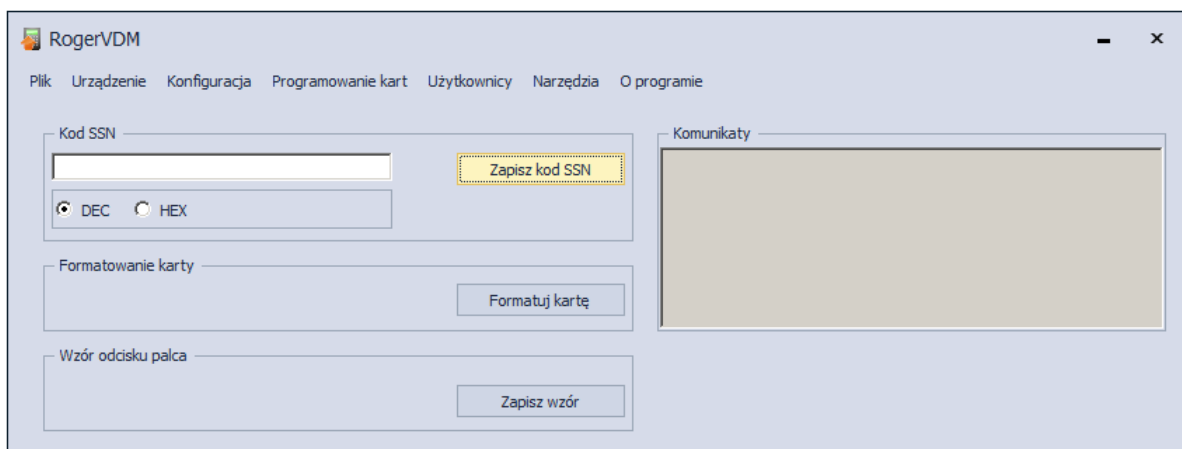 RogerVDM
Plik Urządzenie Konfiguracja Programowanie kart Użytkownicy Narzędzia O programie
Kod SSN
Zapisz kod SSN
DEC HEX
Formatowanie karty
Formatuj kartę
Wzór odcisku palca
Zapisz wzór
Komunikaty